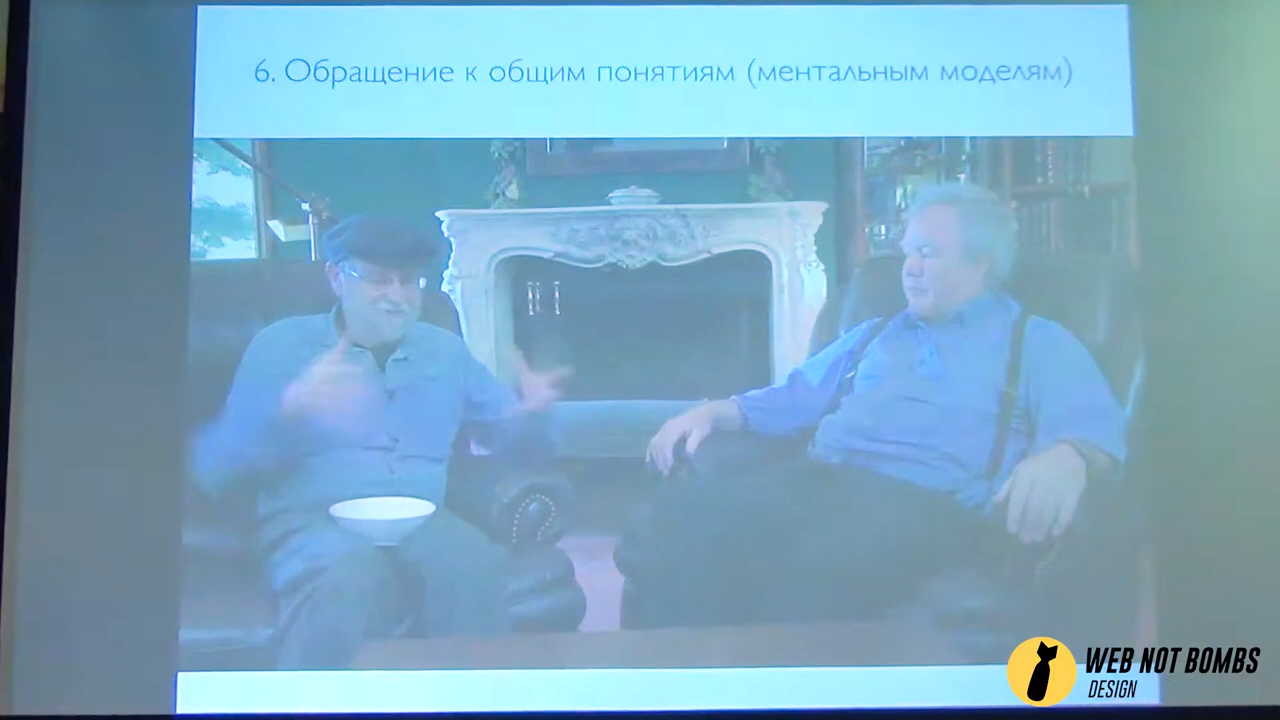 6. Обращение к общим понятиям (ментальным моделям)
WEB NOT BOMBS
DESIGN